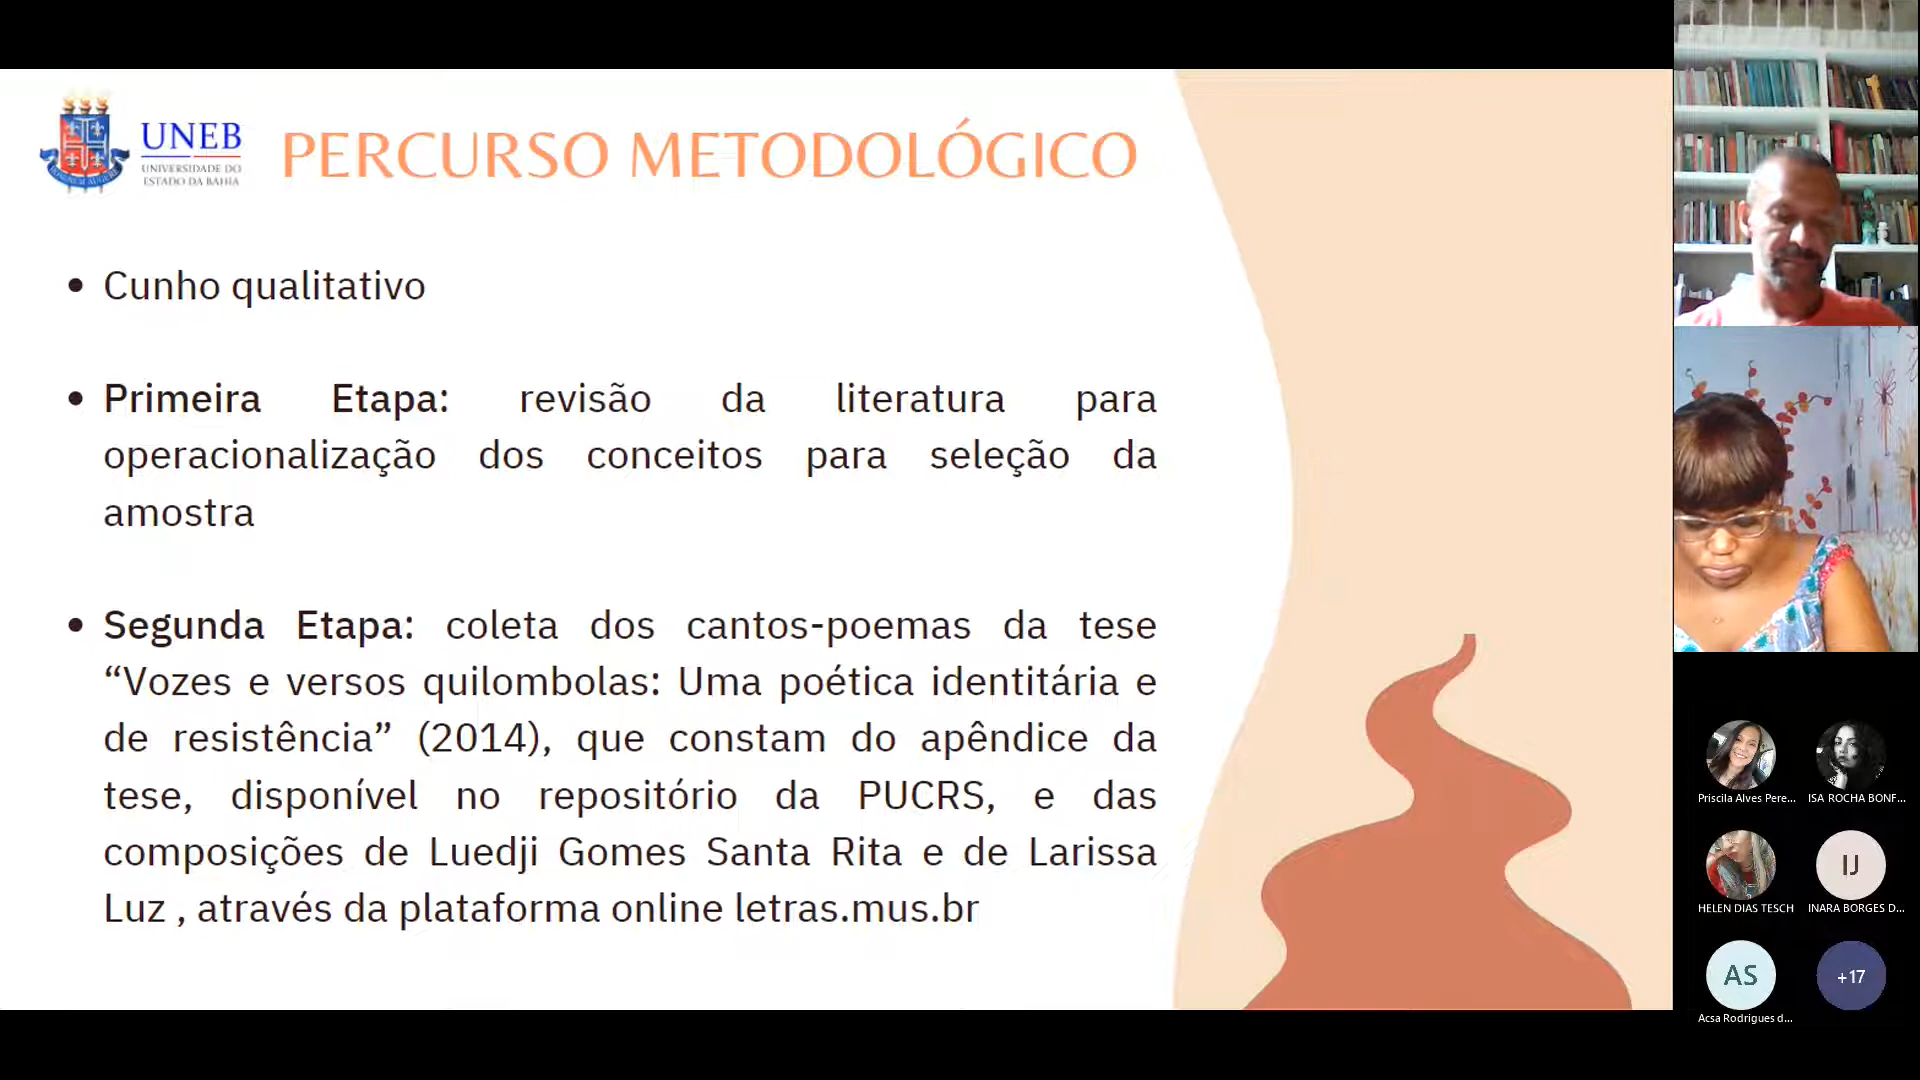 UNEB
UNIVERSIDADE DO
ESTADO DA BAHIA
PERCURSO METODOLÓGICO
• Cunho qualitativo
• Primeira Etapa: revisão da literatura para
operacionalização dos conceitos para seleção da
amostra
• Segunda Etapa: coleta dos cantos-poemas da tese
“Vozes e versos quilombolas: Uma poética identitária e
de resistência” (2014), que constam do apêndice da
tese, disponível no repositório da PUCRS, e das
composições de Luedji Gomes Santa Rita e de Larissa
Luz , através da plataforma online letras.mus.br
Priscila Alves Pere...
ISA ROCHA BONF...
HELEN DIAS TESCH
IJ
INARA BORGES D...
AS
Acsa Rodrigues d...
+17